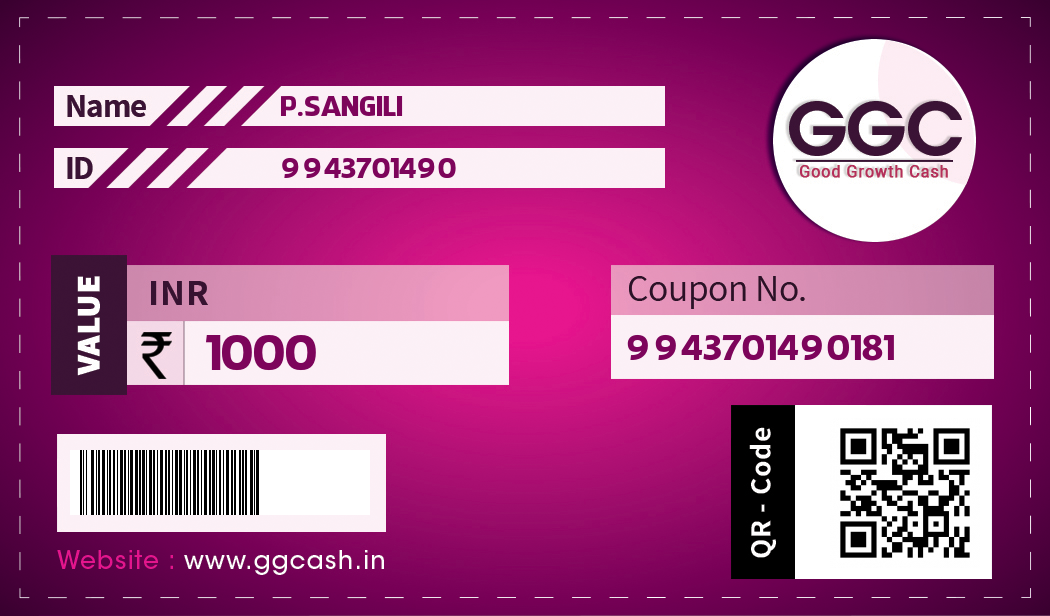 Name P.SANGILI
ID 9943701490
GGC
Good Growth Cash
VALUE
INR
₹ 1000
Coupon No.
9943701490181
QR - Code
Website : www.ggcash.in